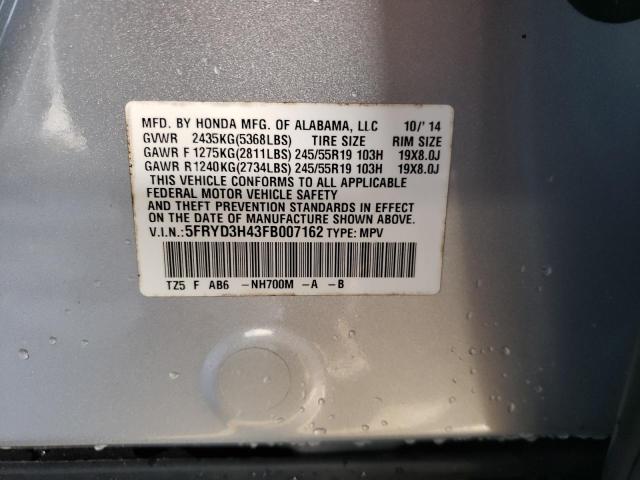 MFD. BY HONDA MFG. OF ALABAMA, LLC 10/'14
GVWR 2435KG(5368LBS) TIRE SIZE RIM SIZE
GAWR F 1275KG(2811LBS) 245/55R19 103H 19X8.0J
GAWR R 1240KG(2734LBS) 245/55R19 103H 19X8.0J
THIS VEHICLE CONFORMS TO ALL APPLICABLE
FEDERAL MOTOR VEHICLE SAFETY
AND THEFT PREVENTION STANDARDS IN EFFECT
ON THE DATE OF MANUFACTURE SHOWN ABOVE.
V.I.N.:5FRYD3H43FB007162 TYPE: MPV
TZ5 F AB6 -NH700M -A -B